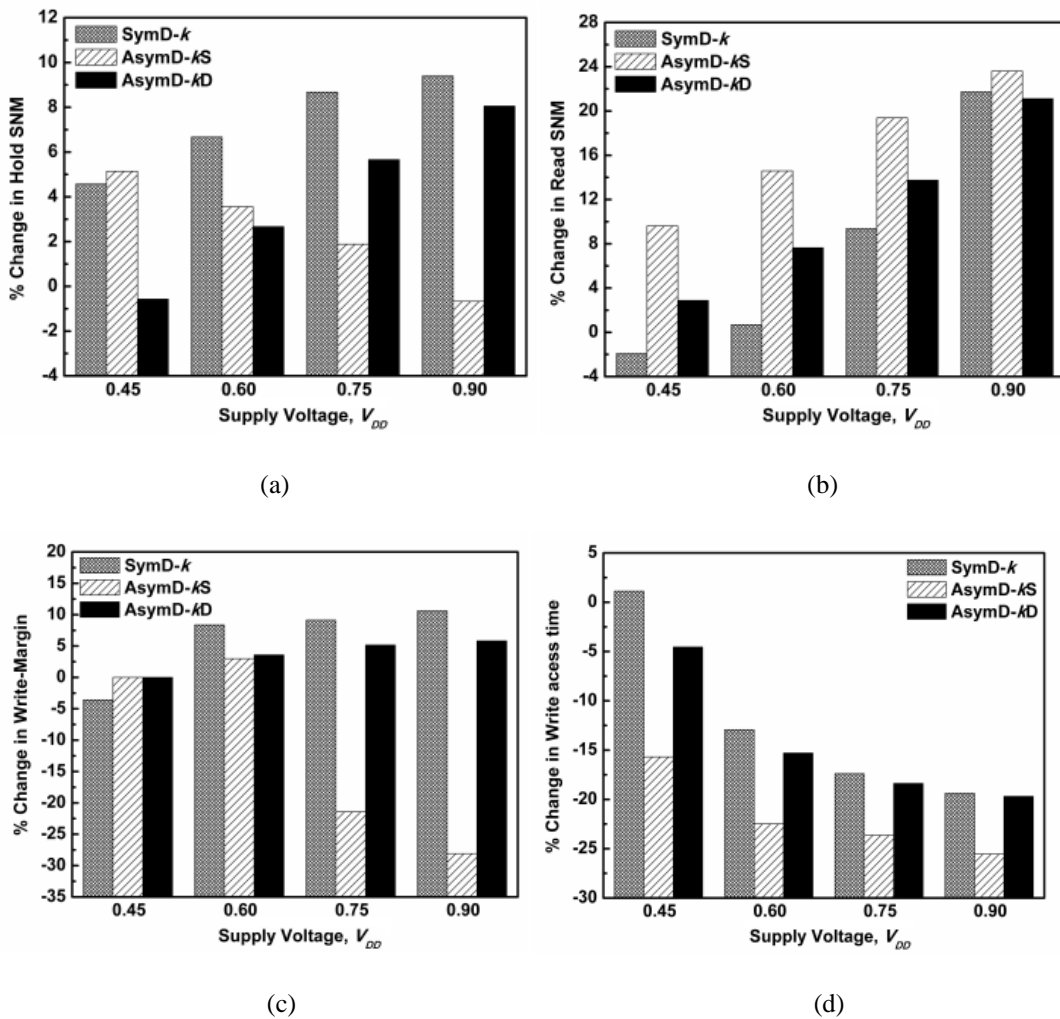 12
10
8
6
4
2
0
-2
-4
% Change in Hold SNM
SymD-k
AsymD-kS
AsymD-kD
0.45 0.60 0.75 0.90
Supply Voltage, V_DD
(a)
28
24
20
16
12
8
4
0
-4
% Change in Read SNM
SymD-k
AsymD-kS
AsymD-kD
0.45 0.60 0.75 0.90
Supply Voltage, V_DD
(b)
20
15
10
5
0
-5
-10
-15
-20
-25
-30
-35
% Change in Write-Margin
SymD-k
AsymD-kS
AsymD-kD
0.45 0.60 0.75 0.90
Supply Voltage, V_DD
(c)
5
0
-5
-10
-15
-20
-25
-30
% Change in Write acess time
SymD-k
AsymD-kS
AsymD-kD
0.45 0.60 0.75 0.90
Supply Voltage, V_DD
(d)